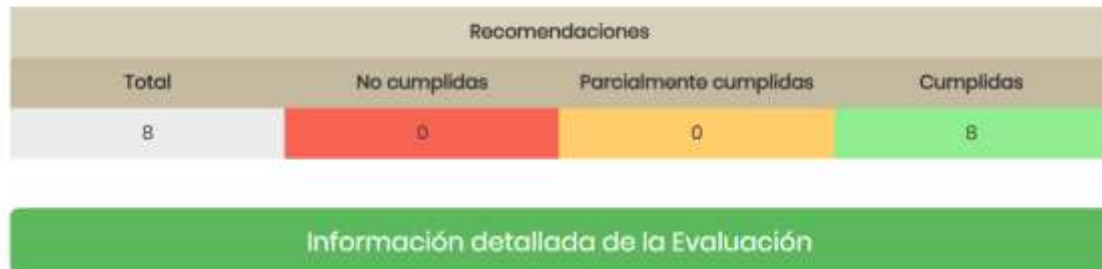 Recomendaciones
Total No cumplidas Parcialmente cumplidas Cumplidas
8 0 0 8
Información detallada de la Evaluación